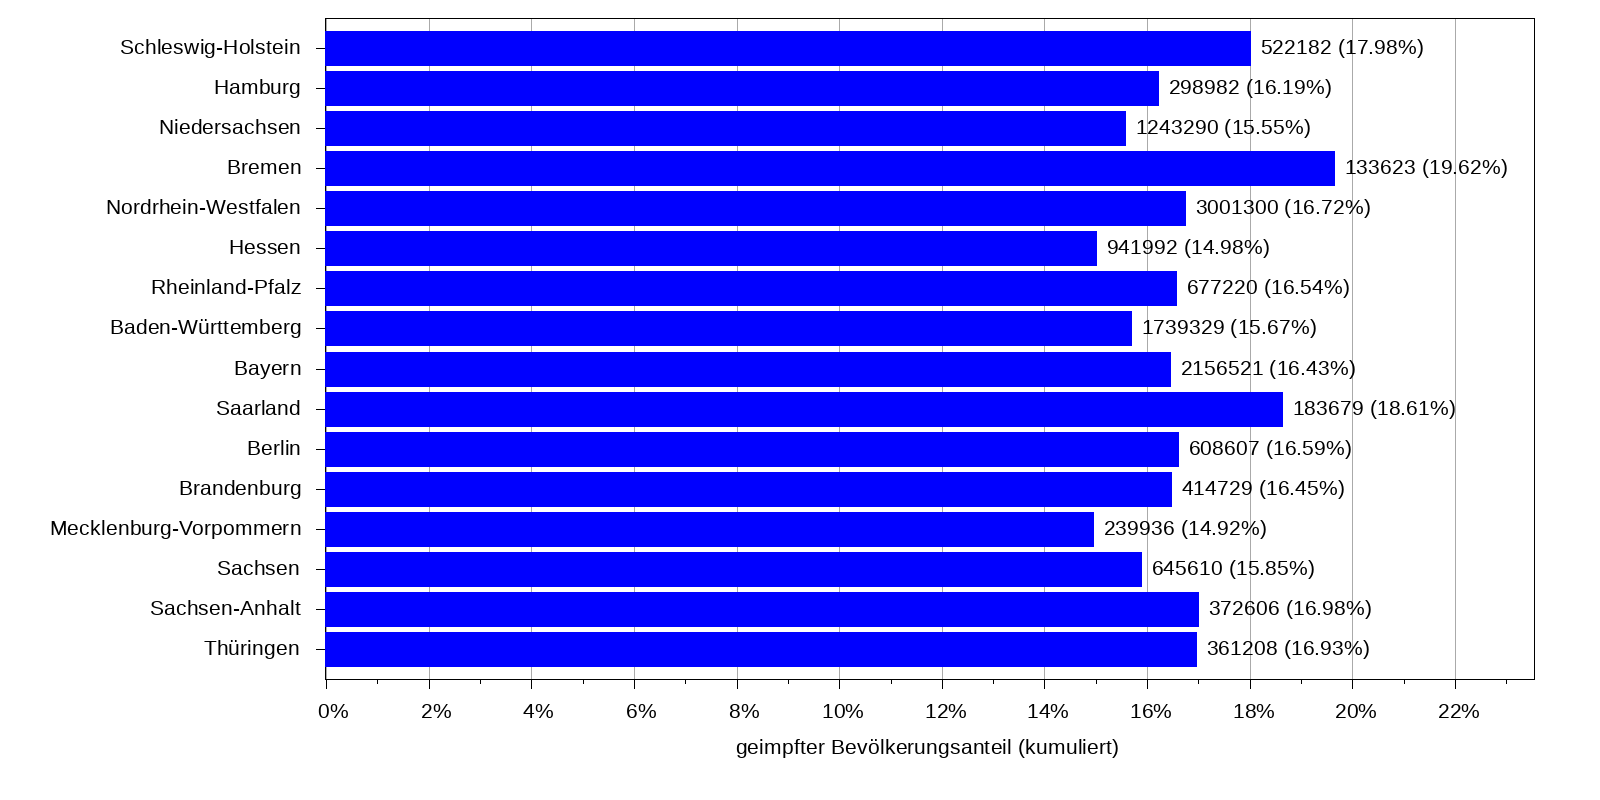 Schleswig-Holstein 522182 (17.98%)
Hamburg 298982 (16.19%)
Niedersachsen 1243290 (15.55%)
Bremen 133623 (19.62%)
Nordrhein-Westfalen 3001300 (16.72%)
Hessen 941992 (14.98%)
Rheinland-Pfalz 677220 (16.54%)
Baden-Württemberg 1739329 (15.67%)
Bayern 2156521 (16.43%)
Saarland 183679 (18.61%)
Berlin 608607 (16.59%)
Brandenburg 414729 (16.45%)
Mecklenburg-Vorpommern 239936 (14.92%)
Sachsen 645610 (15.85%)
Sachsen-Anhalt 372606 (16.98%)
Thüringen 361208 (16.93%)
0% 2% 4% 6% 8% 10% 12% 14% 16% 18% 20% 22%
geimpfter Bevölkerungsanteil (kumuliert)